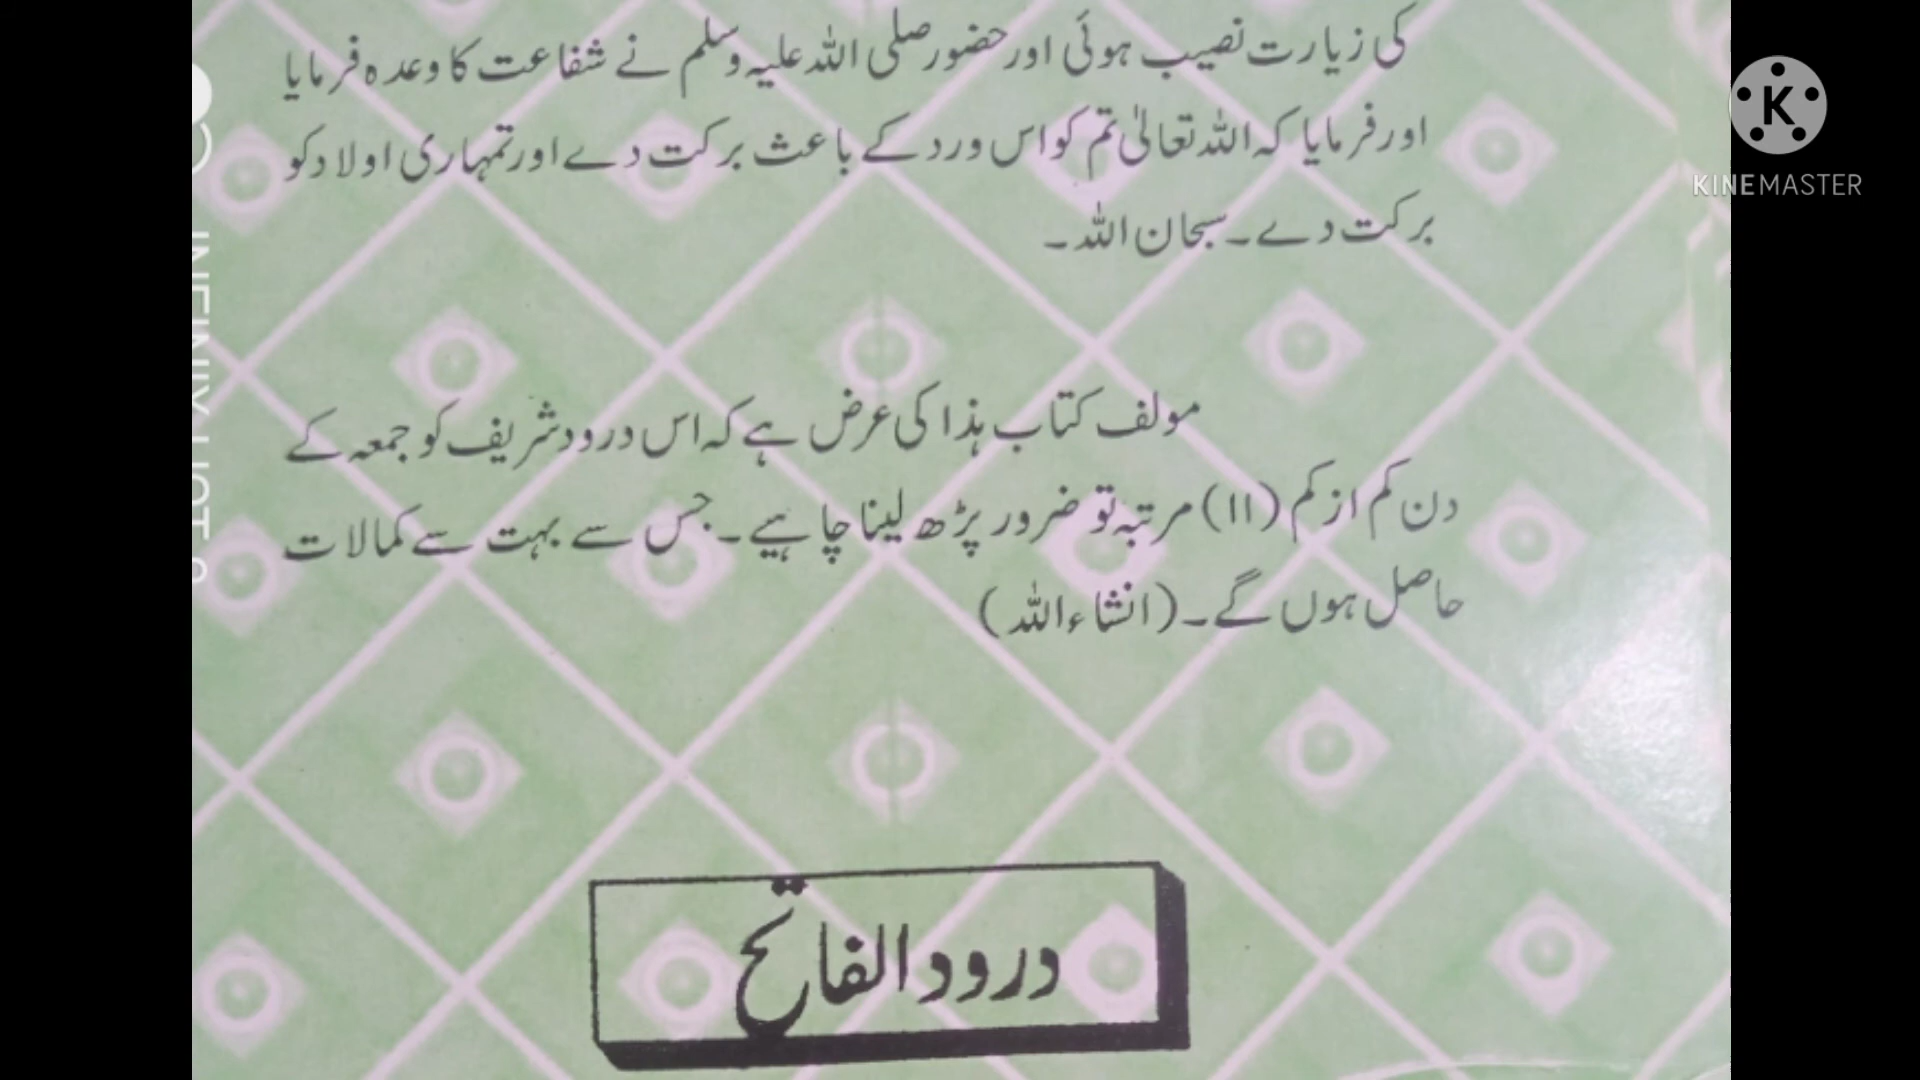 کی زیارت نصیب ہوئی اور حضور صلی اللہ علیہ وسلم نے شفاعت کا وعدہ فرمایا
اور فرمایا کہ اللہ تعالیٰ تم کو اس ورد کے باعث برکت دے اور تمہاری اولاد کو
برکت دے۔ سبحان اللہ۔
مولف کتاب ہذا کی عرض ہے کہ اس درود شریف کو جمعہ کے
دن کم از کم (۱۱) مرتبہ تو ضرور پڑھ لینا چاہیے۔ جس سے بہت سے کمالات
حاصل ہوں گے۔ (انشاء اللہ)
درود الفاتح
K
KINEMASTER